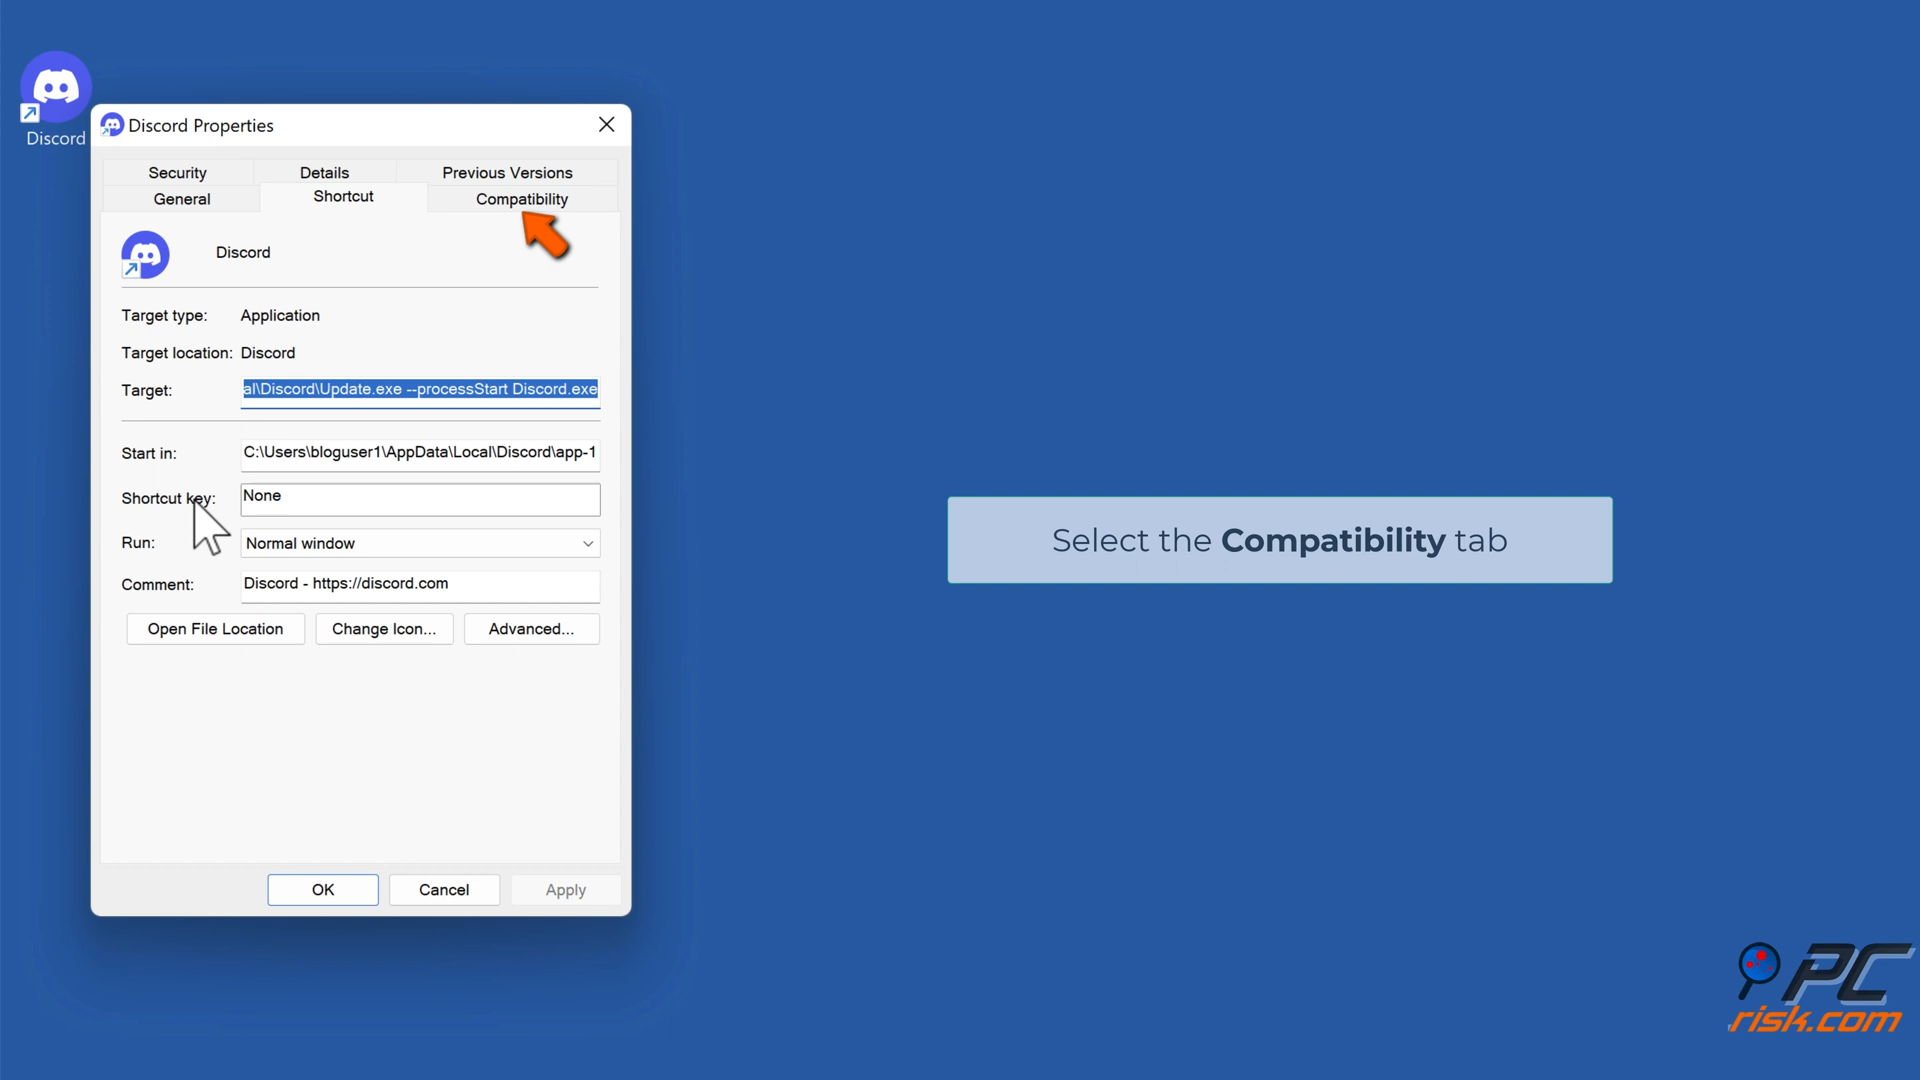 Discord
Discord Properties
Security Details Previous Versions
General Shortcut Compatibility
Discord
Target type: Application
Target location: Discord
Target: al\Discord\Update.exe --processStart Discord.exe
Start in: C:\Users\bloguser1\AppData\Local\Discord\app-1
Shortcut key: None
Run: Normal window
Comment: Discord - https://discord.com
Open File Location Change Icon... Advanced...
OK Cancel Apply
Select the Compatibility tab
PC
risk.com